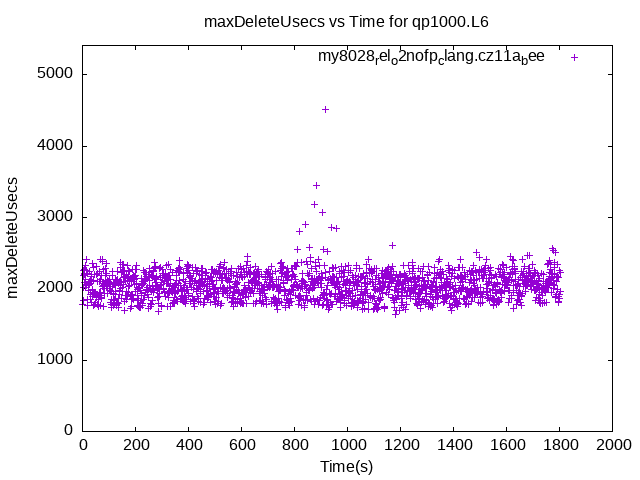 maxDeleteUsecs vs Time for qp1000.L6
my8028relo2nofpclang.cz11abee
5000
4000
3000
2000
1000
0
maxDeleteUsecs
0 200 400 600 800 1000 1200 1400 1600 1800 2000
Time(s)